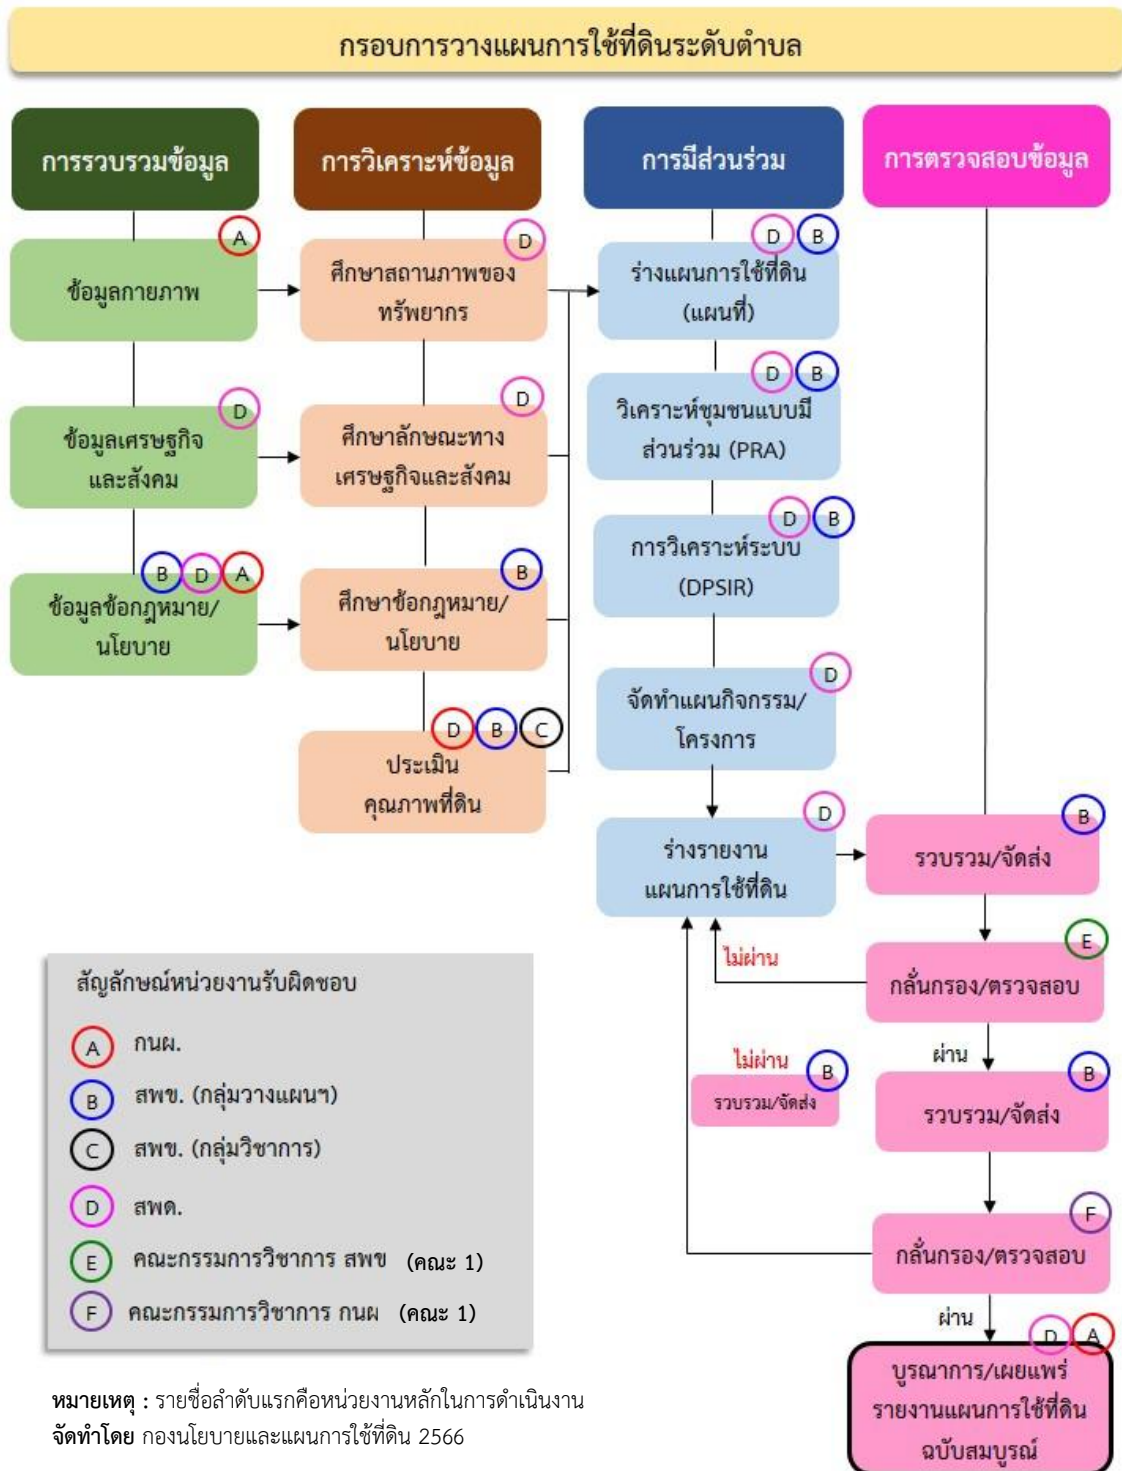 กรอบการวางแผนการใช้ที่ดินระดับตำบล
การรวบรวมข้อมูล
A
ข้อมูลกายภาพ
D
ข้อมูลเศรษฐกิจ
และสังคม
B D A
ข้อมูลข้อกฎหมาย/
นโยบาย
การวิเคราะห์ข้อมูล
D
ศึกษาสถานภาพของ
ทรัพยากร
D
ศึกษาลักษณะทาง
เศรษฐกิจและสังคม
B
ศึกษาข้อกฎหมาย/
นโยบาย
D B C
ประเมิน
คุณภาพที่ดิน
การมีส่วนร่วม
D B
ร่างแผนการใช้ที่ดิน
(แผนที่)
D B
วิเคราะห์ชุมชนแบบมี
ส่วนร่วม (PRA)
D B
การวิเคราะห์ระบบ
(DPSIR)
D
จัดทำแผนกิจกรรม/
โครงการ
D
ร่างรายงาน
แผนการใช้ที่ดิน
การตรวจสอบข้อมูล
B
รวบรวม/จัดส่ง
E
กลั่นกรอง/ตรวจสอบ
ไม่ผ่าน
ผ่าน
B
รวบรวม/จัดส่ง
ไม่ผ่าน
B
รวบรวม/จัดส่ง
F
กลั่นกรอง/ตรวจสอบ
ผ่าน
D A
บูรณาการ/เผยแพร่
รายงานแผนการใช้ที่ดิน
ฉบับสมบูรณ์
สัญลักษณ์หน่วยงานรับผิดชอบ
A กนผ.
B สพข. (กลุ่มวางแผนฯ)
C สพข. (กลุ่มวิชาการ)
D สพด.
E คณะกรรมการวิชาการ สพข (คณะ 1)
F คณะกรรมการวิชาการ กนผ (คณะ 1)
หมายเหตุ : รายชื่อลำดับแรกคือหน่วยงานหลักในการดำเนินงาน
จัดทำโดย กองนโยบายและแผนการใช้ที่ดิน 2566